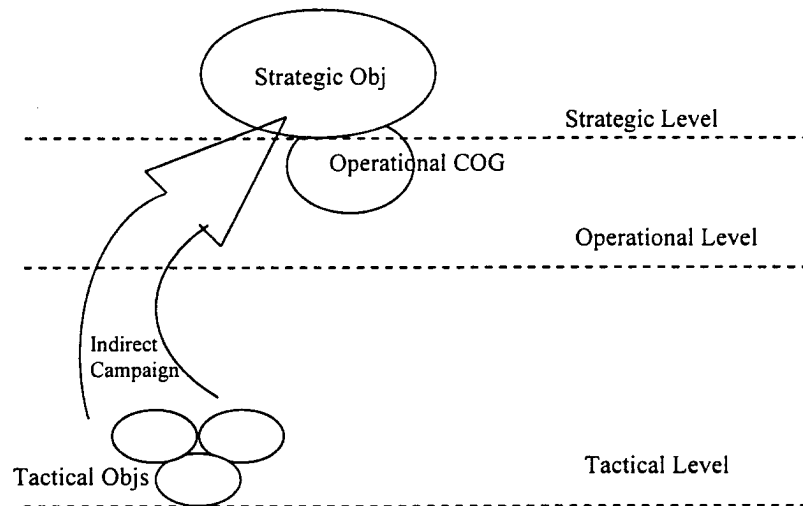 Strategic Obj
Strategic Level
Operational COG
Operational Level
Indirect
Campaign
Tactical Objs
Tactical Level